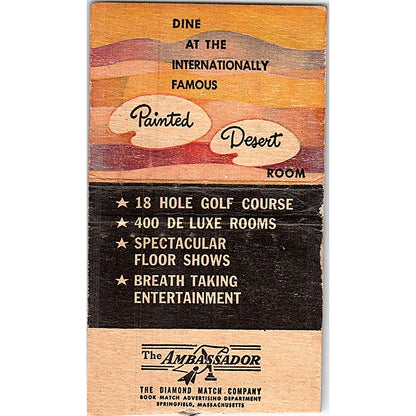 DINE
AT THE
INTERNATIONALLY
FAMOUS
Painted
Desert
ROOM
★ 18 HOLE GOLF COURSE
★ 400 DE LUXE ROOMS
★ SPECTACULAR
FLOOR SHOWS
★ BREATH TAKING
ENTERTAINMENT
The AMBASSADOR
THE DIAMOND MATCH COMPANY
BOOK MATCH ADVERTISING DEPARTMENT
SPRINGFIELD, MASSACHUSETTS